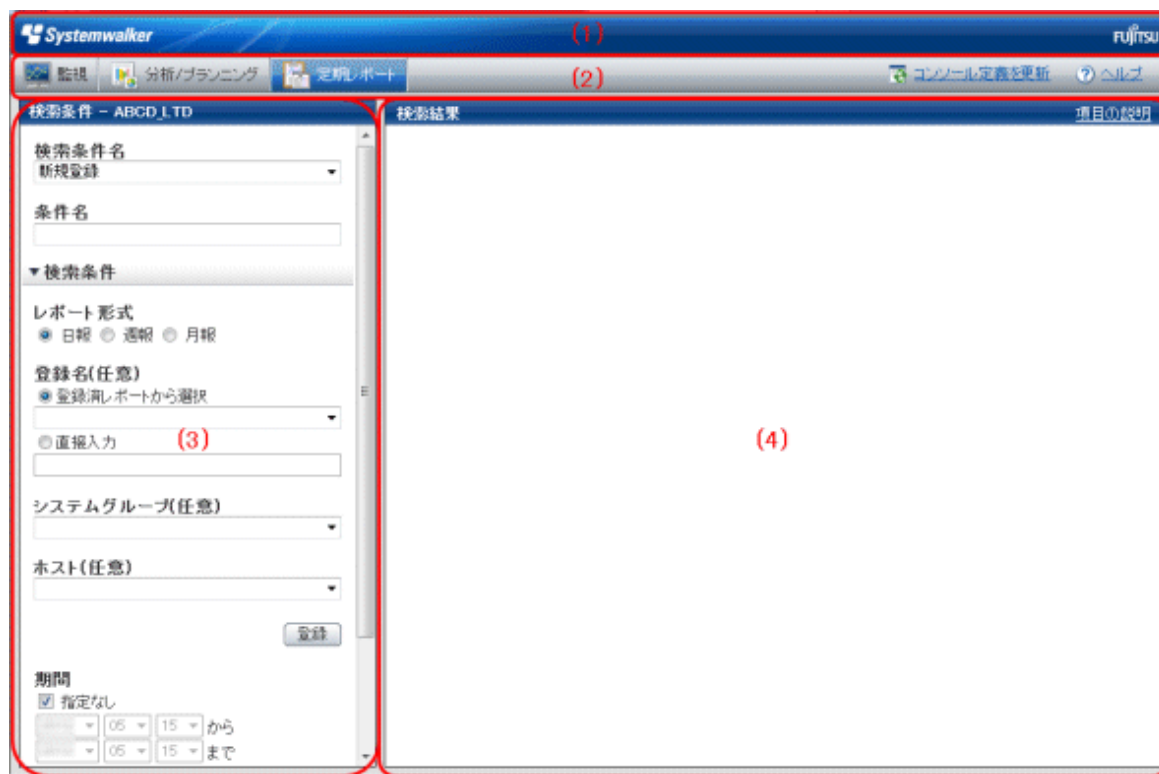 Systemwalker
(1)
FUJITSU
監視 分析/プランニング 定期レポート
(2)
コンソール定義を更新 ヘルプ
検索条件 - ABCD_LTD
検索結果
項目の説明
検索条件名
新規登録
条件名
▼検索条件
レポート形式
日報 週報 月報
登録名(任意)
登録済レポートから選択
直接入力
(3)
(4)
システムグループ(任意)
ホスト(任意)
登録
期間
指定なし
05 15 から
05 15 まで